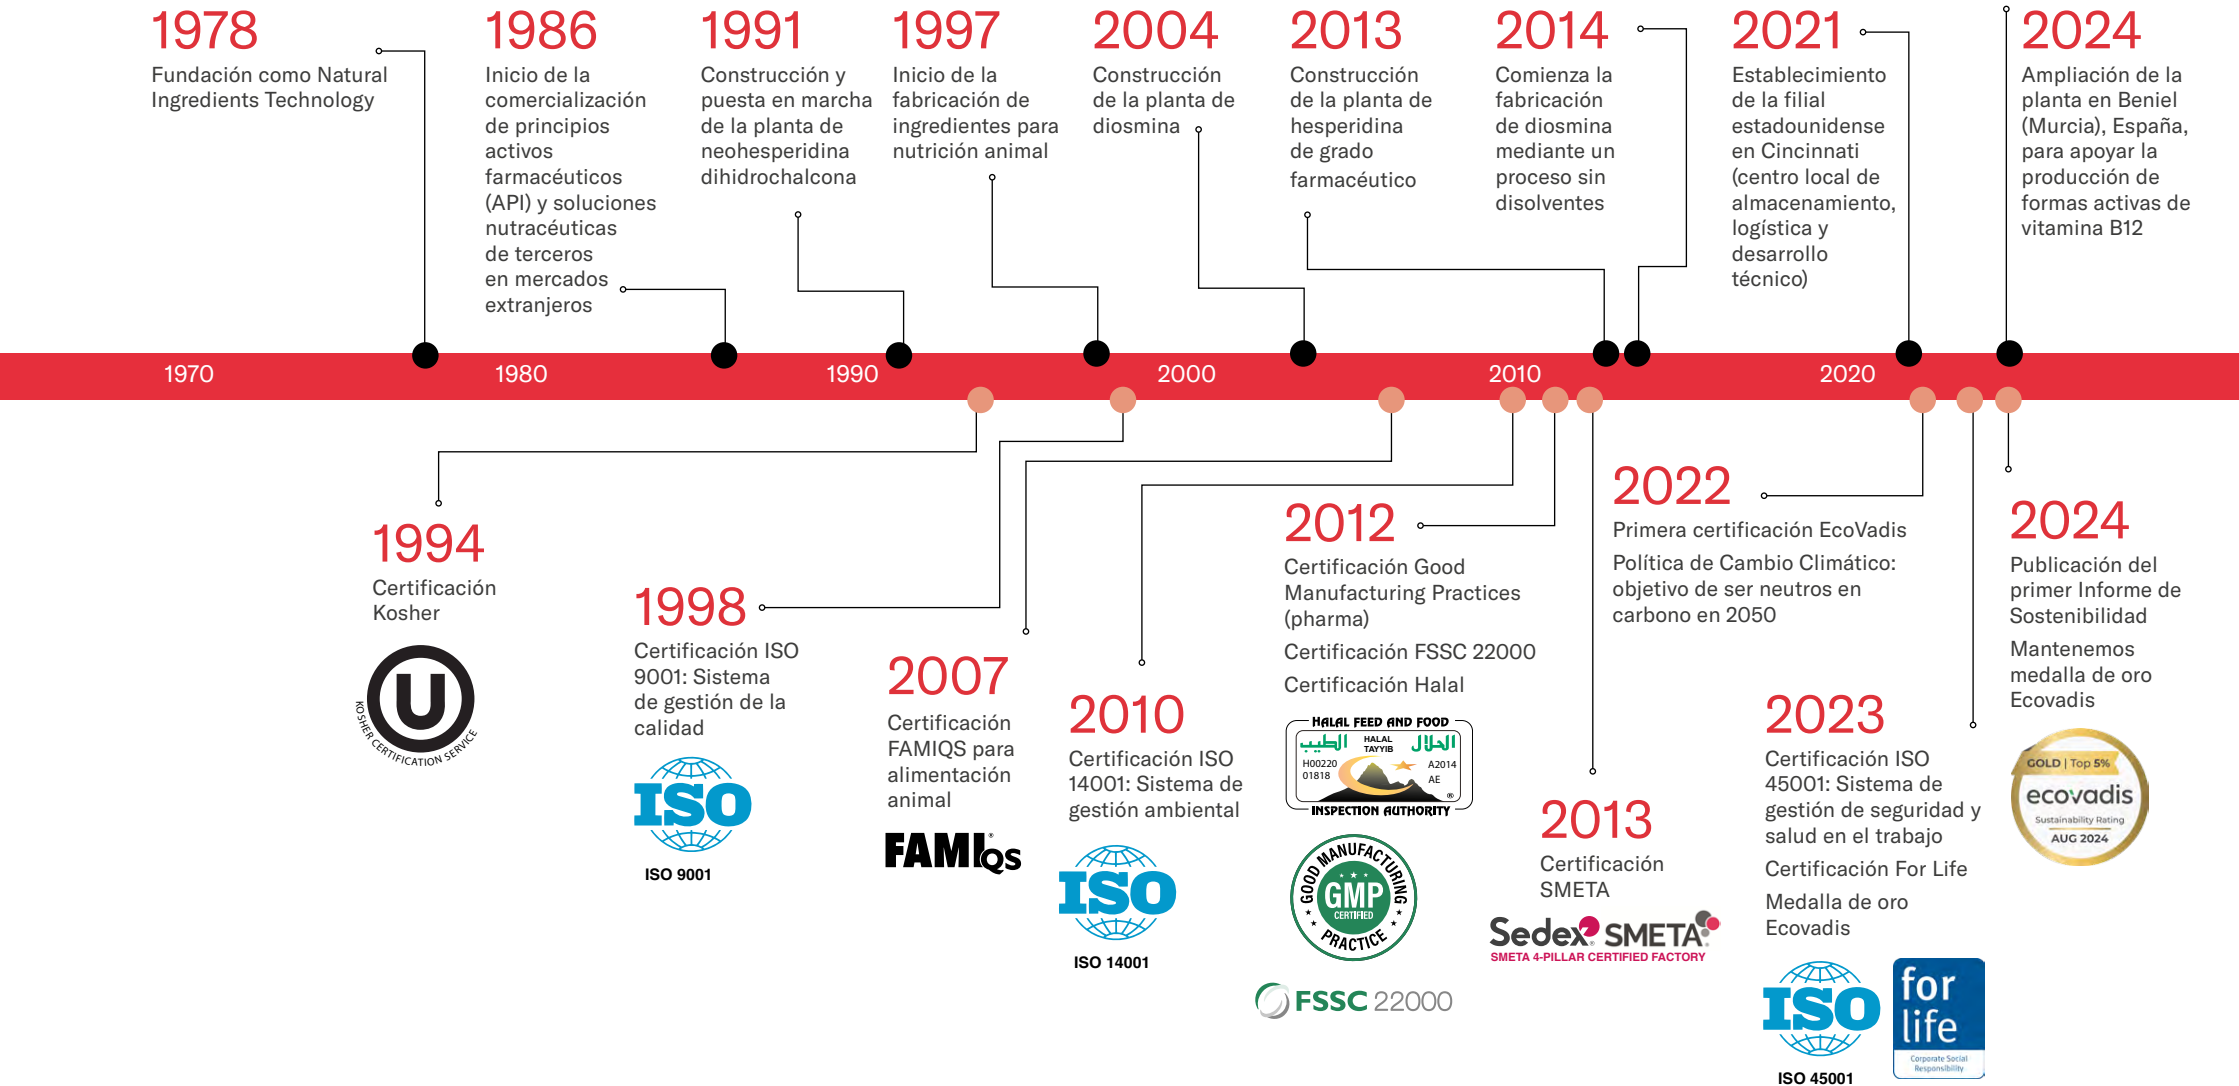 1978
Fundación como Natural
Ingredients Technology
1986
Inicio de la
comercialización
de principios
activos
farmacéuticos
(API) y soluciones
nutracéuticas
de terceros
en mercados
extranjeros
1991
Construcción y
puesta en marcha
de la planta de
neohesperidina
dihidrochalcona
1997
Inicio de la
fabricación de
ingredientes para
nutrición animal
2004
Construcción
de la planta de
diosmina
2013
Construcción
de la planta de
hesperidina
de grado
farmacéutico
2014
Comienza la
fabricación
de diosmina
mediante un
proceso sin
disolventes
2021
Establecimiento
de la filial
estadounidense
en Cincinnati
(centro local de
almacenamiento,
logística y
desarrollo
técnico)
2024
Ampliación de la
planta en Beniel
(Murcia), España,
para apoyar la
producción de
formas activas de
vitamina B12
1970
1980
1990
2000
2010
2020
1994
Certificación
Kosher
U
KOSHER CERTIFICATION SERVICE
1998
Certificación ISO
9001: Sistema
de gestión de la
calidad
ISO
ISO 9001
2007
Certificación
FAMIQS para
alimentación
animal
FAMIQS®
2010
Certificación ISO
14001: Sistema de
gestión ambiental
ISO
ISO 14001
2012
Certificación Good
Manufacturing Practices
(pharma)
Certificación FSSC 22000
Certificación Halal
HALAL FEED AND FOOD
الطيب HALAL TAYYIB الحلال
H00220
01818
A2014
AE
®
INSPECTION AUTHORITY
GOOD MANUFACTURING
GMP
CERTIFIED
PRACTICE
FSSC 22000
2013
Certificación
SMETA
Sedex® SMETA
SMETA 4-PILLAR CERTIFIED FACTORY
2022
Primera certificación EcoVadis
Política de Cambio Climático:
objetivo de ser neutros en
carbono en 2050
2023
Certificación ISO
45001: Sistema de
gestión de seguridad y
salud en el trabajo
Certificación For Life
Medalla de oro
Ecovadis
ISO
ISO 45001
for
life
Corporate Social
Responsibility
2024
Publicación del
primer Informe de
Sostenibilidad
Mantenemos
medalla de oro
Ecovadis
GOLD | Top 5%
ecovadis
Sustainability Rating
AUG 2024